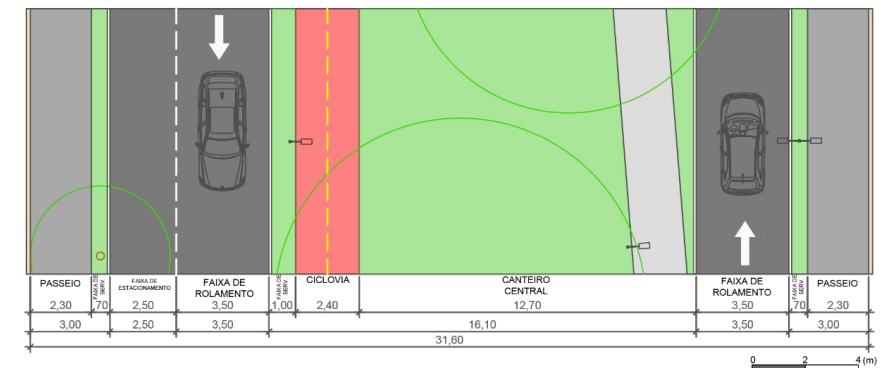 PASSEIO
FAIXA DE
SERV.
FAIXA DE
ESTACIONAMENTO
FAIXA DE
ROLAMENTO
FAIXA DE
SERV.
CICLOVIA
CANTEIRO
CENTRAL
FAIXA DE
ROLAMENTO
FAIXA DE
SERV.
PASSEIO
2,30 ,70 2,50 3,50 1,00 2,40 12,70 3,50 ,70 2,30
3,00 2,50 3,50 16,10 3,50 3,00
31,60
0 2 4 (m)